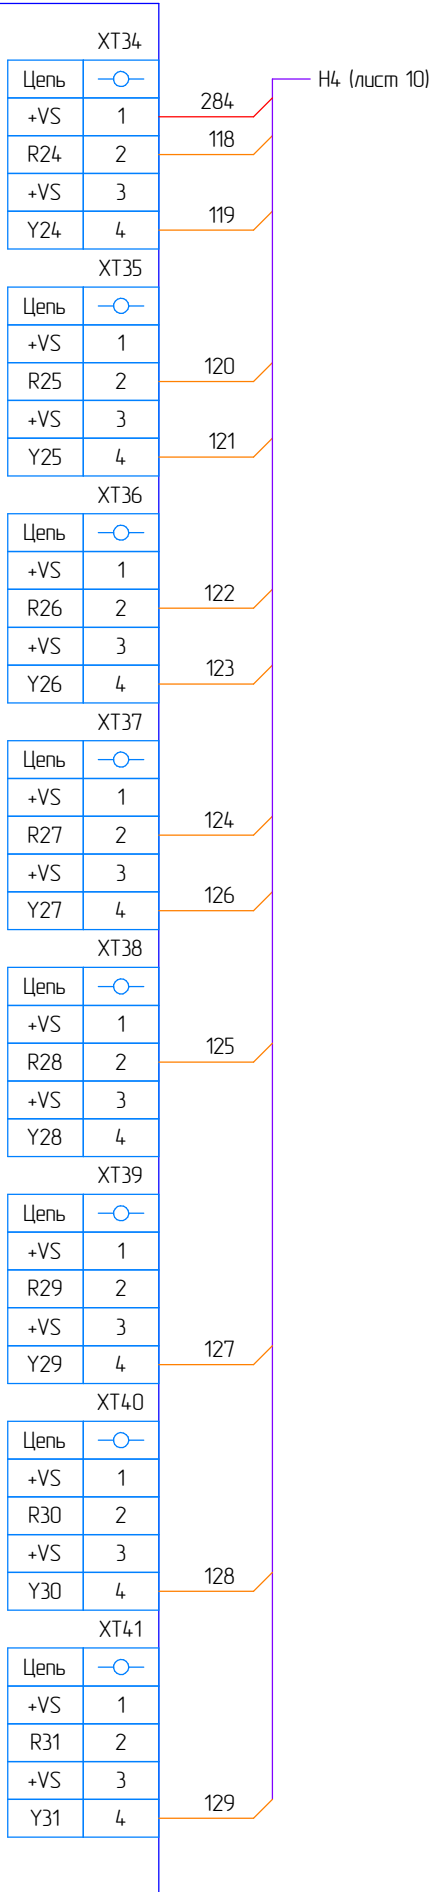 XT34
Цепь
H4 (лист 10)
+VS 1 284
R24 2 118
+VS 3
Y24 4 119
XT35
Цепь
+VS 1
R25 2 120
+VS 3
Y25 4 121
XT36
Цепь
+VS 1
R26 2 122
+VS 3
Y26 4 123
XT37
Цепь
+VS 1
R27 2 124
+VS 3
Y27 4 126
XT38
Цепь
+VS 1
R28 2 125
+VS 3
Y28 4
XT39
Цепь
+VS 1
R29 2
+VS 3
Y29 4 127
XT40
Цепь
+VS 1
R30 2
+VS 3
Y30 4 128
XT41
Цепь
+VS 1
R31 2
+VS 3
Y31 4 129